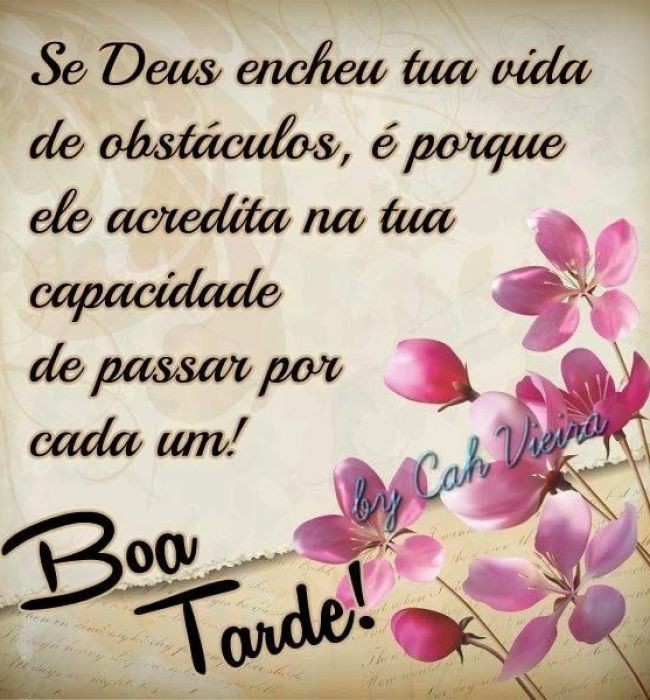 Se Deus encheu tua vida
de obstáculos, é porque
ele acredita na tua
capacidade
de passar por
cada um!
by Cah Vieira
Boa
Tarde!